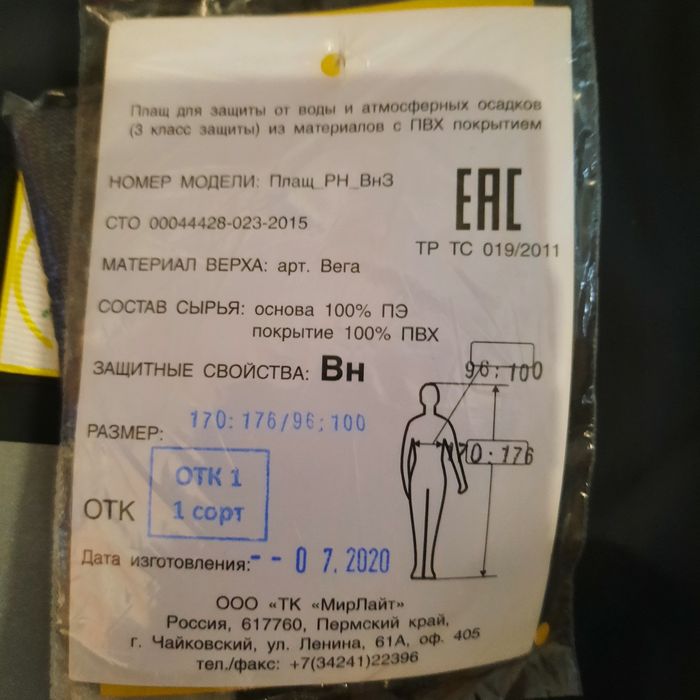 Плащ для защиты от воды и атмосферных осадков
(3 класс защиты) из материалов с ПВХ покрытием
НОМЕР МОДЕЛИ: Плащ_РН_Вн3
EAC
СТО 00044428-023-2015
ТР ТС 019/2011
МАТЕРИАЛ ВЕРХА: арт. Вега
СОСТАВ СЫРЬЯ: основа 100% ПЭ
покрытие 100% ПВХ
ЗАЩИТНЫЕ СВОЙСТВА: Вн
96;100
РАЗМЕР: 170:176/96;100
70:176
ОТК
ОТК 1
1 сорт
Дата изготовления: - - 0 7. 2020
ООО «ТК «МирЛайт»
Россия, 617760, Пермский край,
г. Чайковский, ул. Ленина, 61А, оф. 405
тел./факс: +7(34241)22396